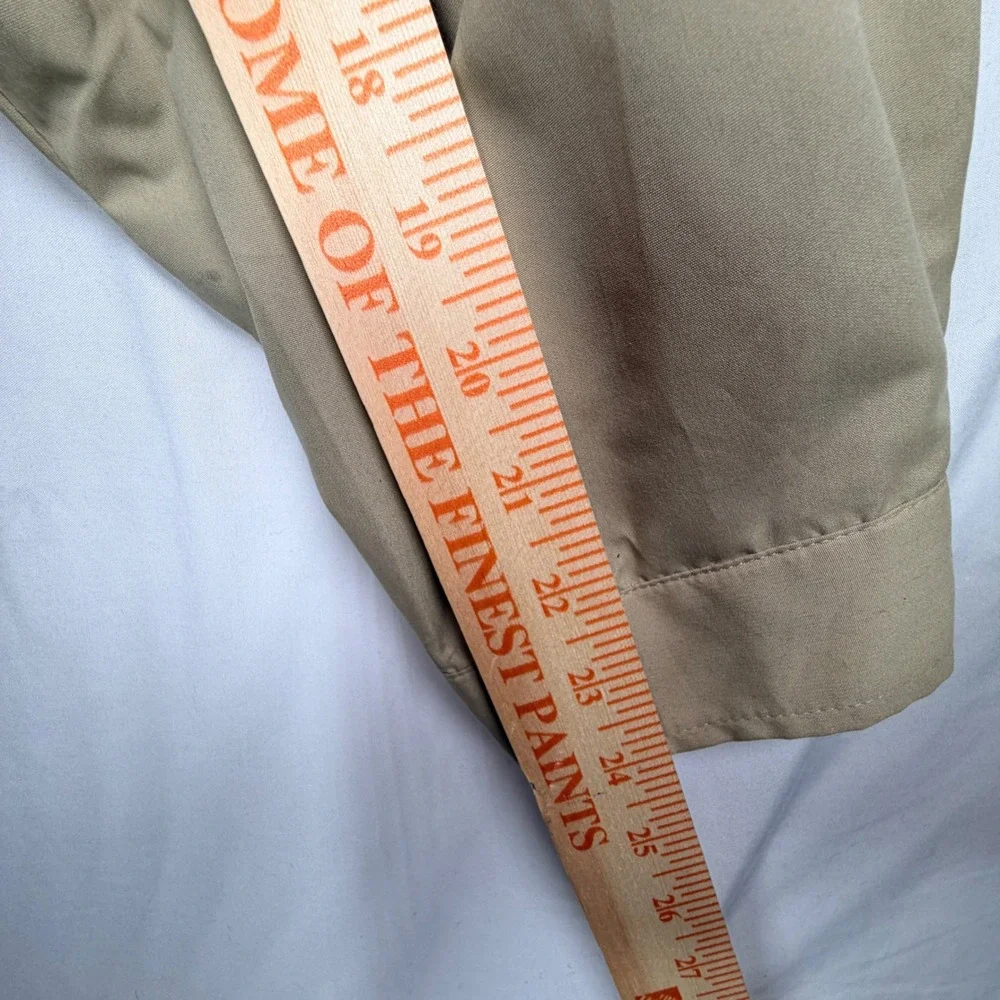 OME OF THE FINEST PAINTS
18 19 20 21 22 23 24 25 26 27